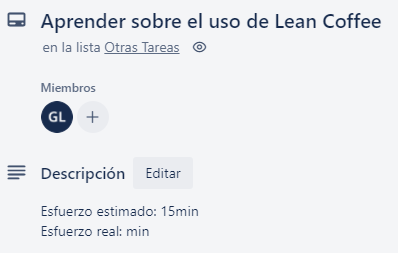 Aprender sobre el uso de Lean Coffee
en la lista Otras Tareas
Miembros
GL
Descripción Editar
Esfuerzo estimado: 15min
Esfuerzo real: min